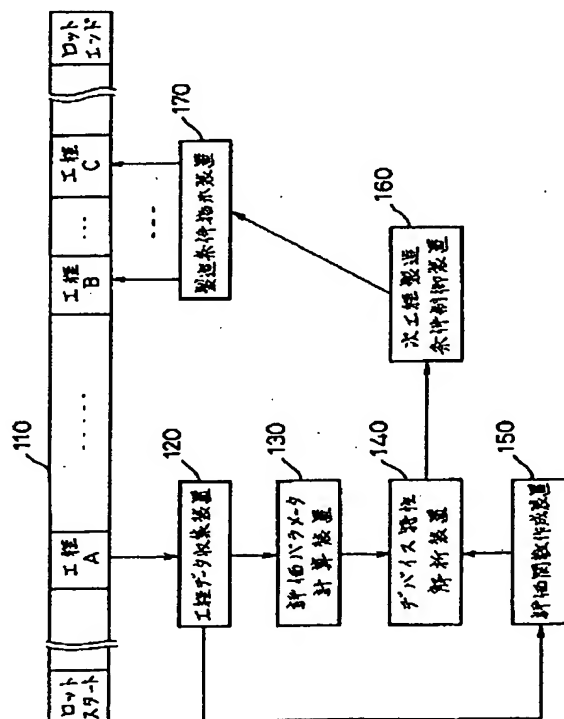 110
ロット
スタート
工程
A
......
工程
B
...
工程
C
ロット
エンド
120
工程データ収集装置
130
評価パラメータ
計算装置
140
デバイス特性
解析装置
150
評価関数作成装置
160
次工程製造
条件制御装置
170
製造条件指示装置
...